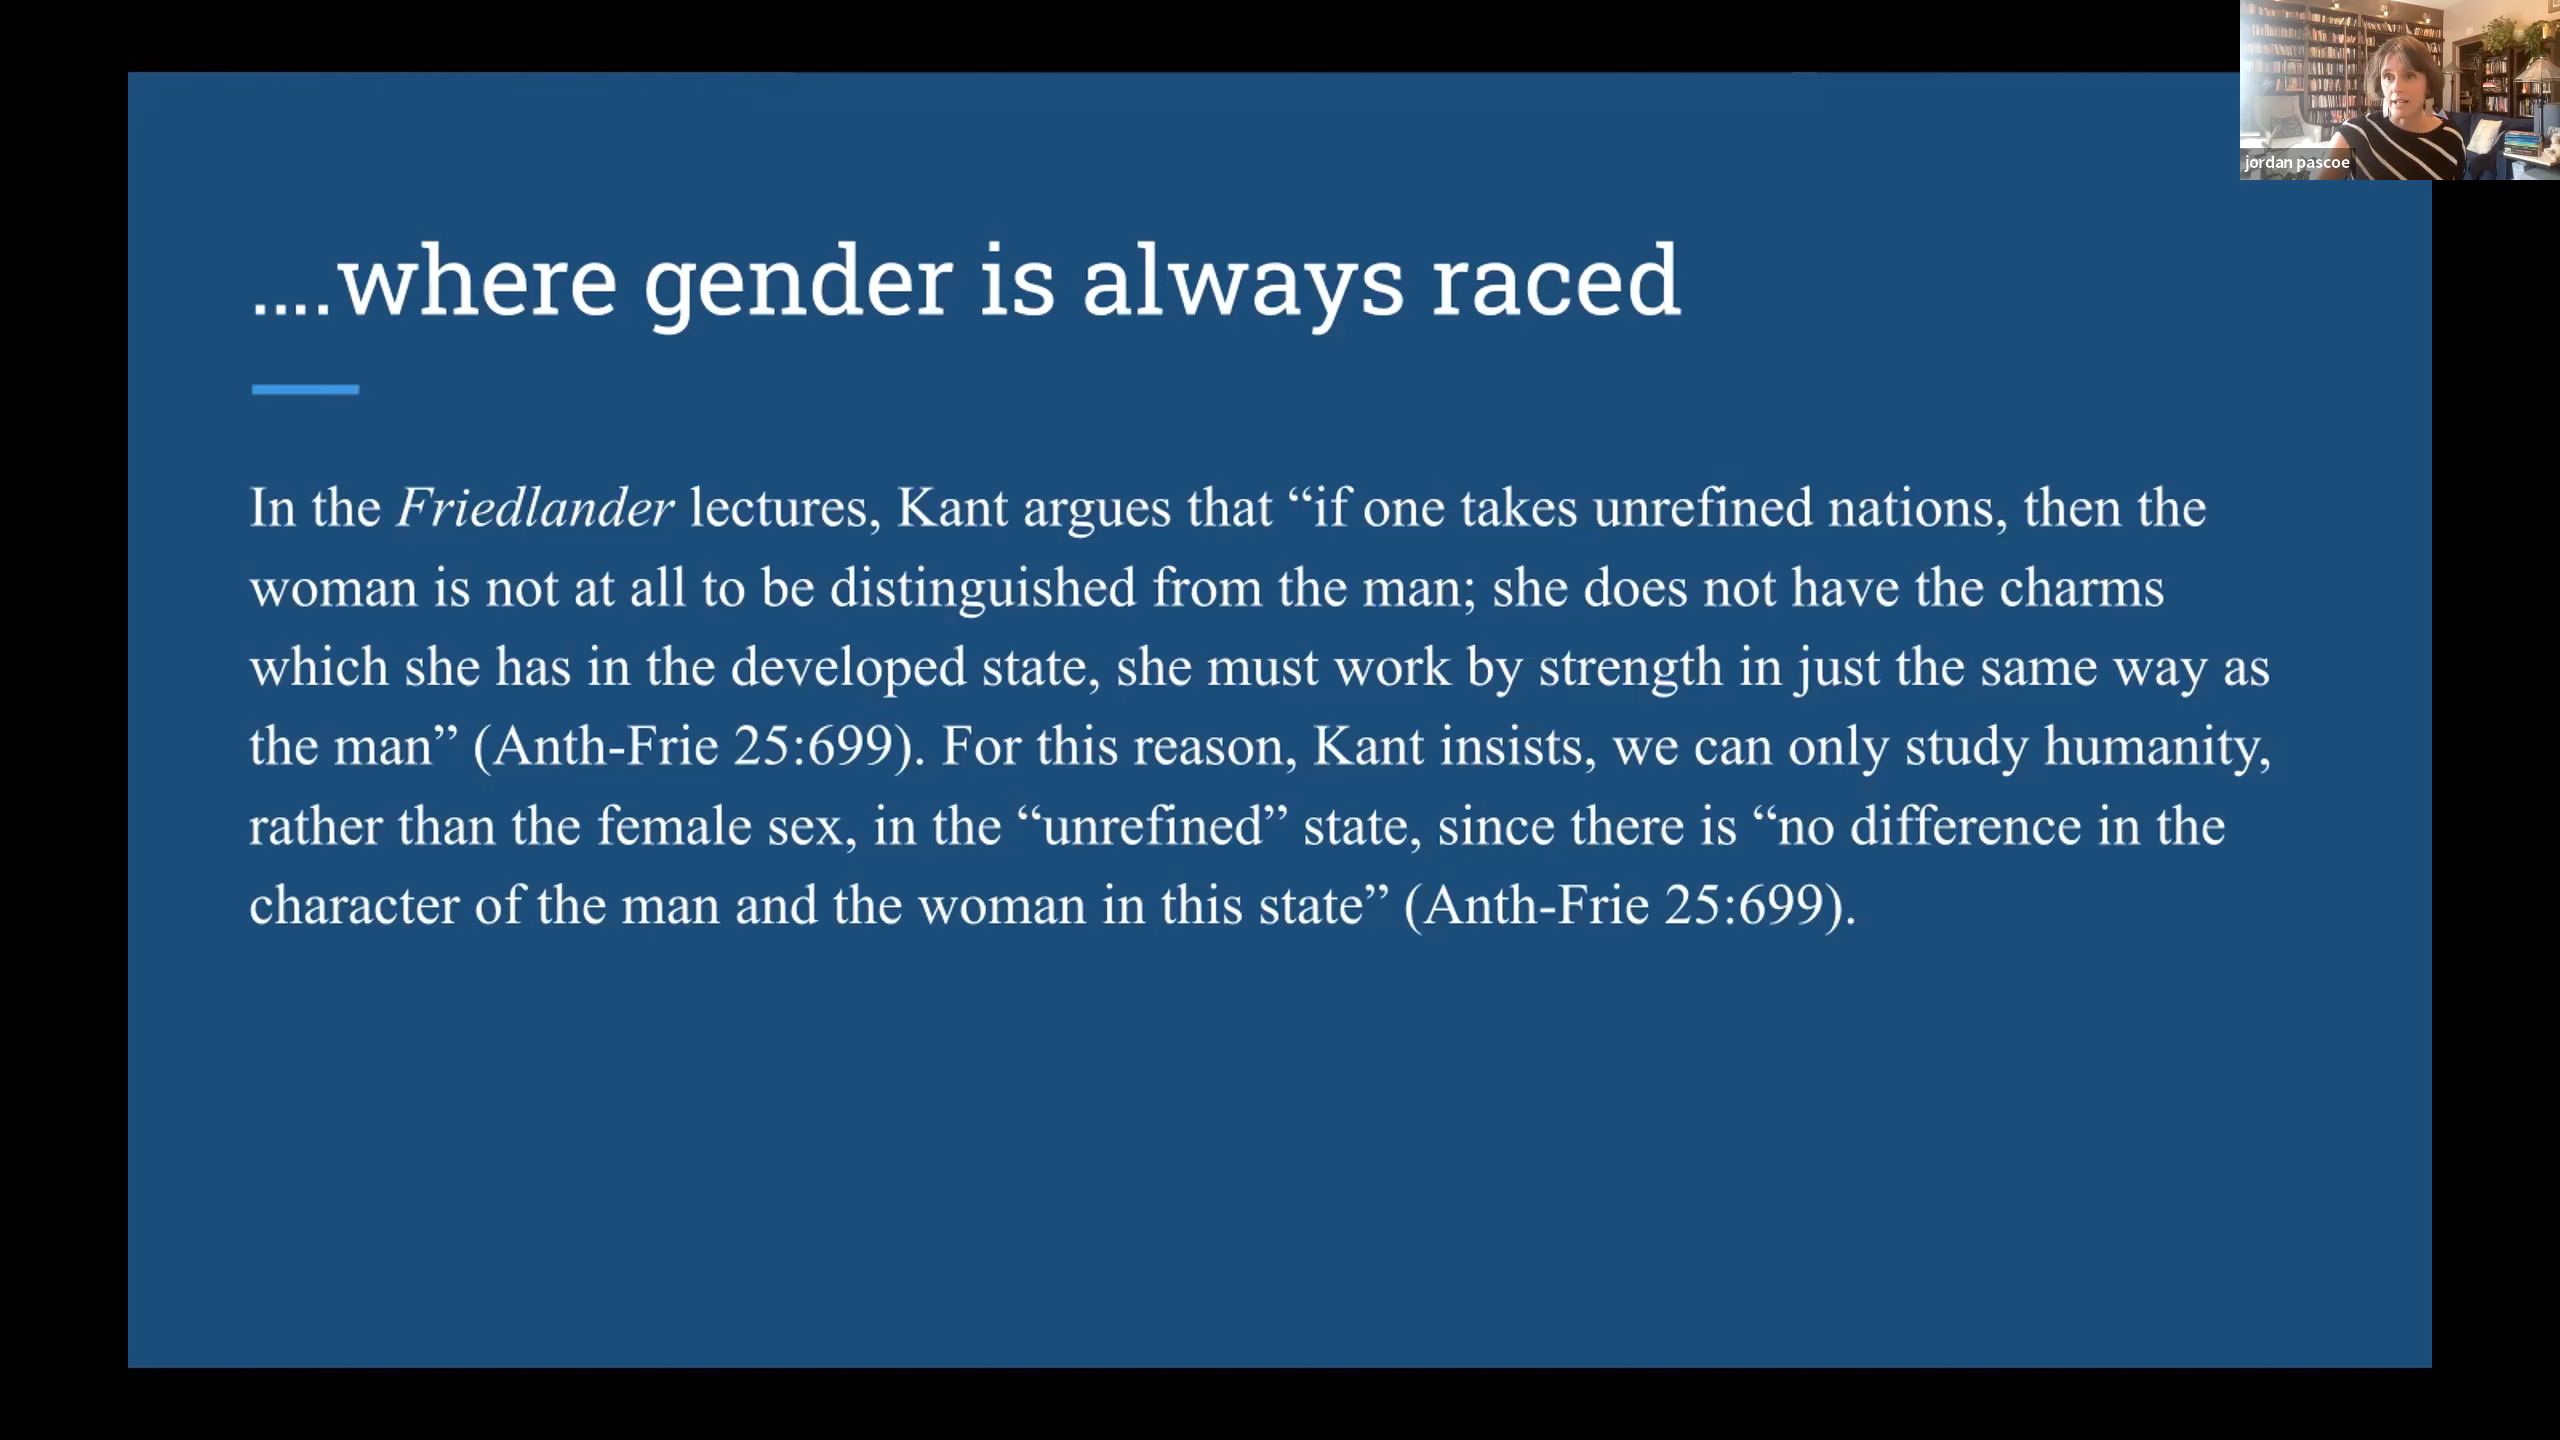 jordan pascoe
....where gender is always raced
In the Friedlander lectures, Kant argues that “if one takes unrefined nations, then the
woman is not at all to be distinguished from the man; she does not have the charms
which she has in the developed state, she must work by strength in just the same way as
the man” (Anth-Frie 25:699). For this reason, Kant insists, we can only study humanity,
rather than the female sex, in the “unrefined” state, since there is “no difference in the
character of the man and the woman in this state” (Anth-Frie 25:699).